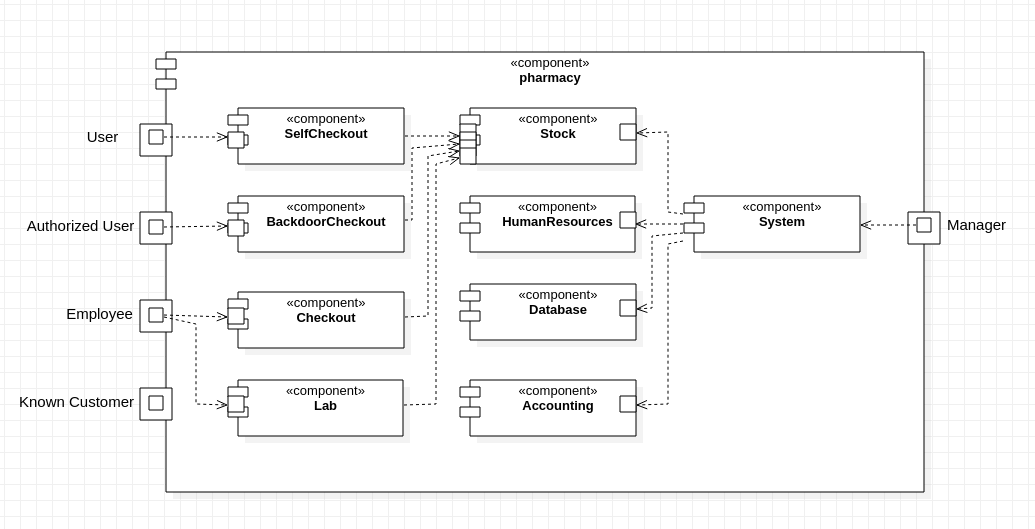 «component»
pharmacy
User
«component»
SelfCheckout
«component»
Stock
Authorized User
«component»
BackdoorCheckout
«component»
HumanResources
«component»
System
Manager
Employee
«component»
Checkout
«component»
Database
Known Customer
«component»
Lab
«component»
Accounting